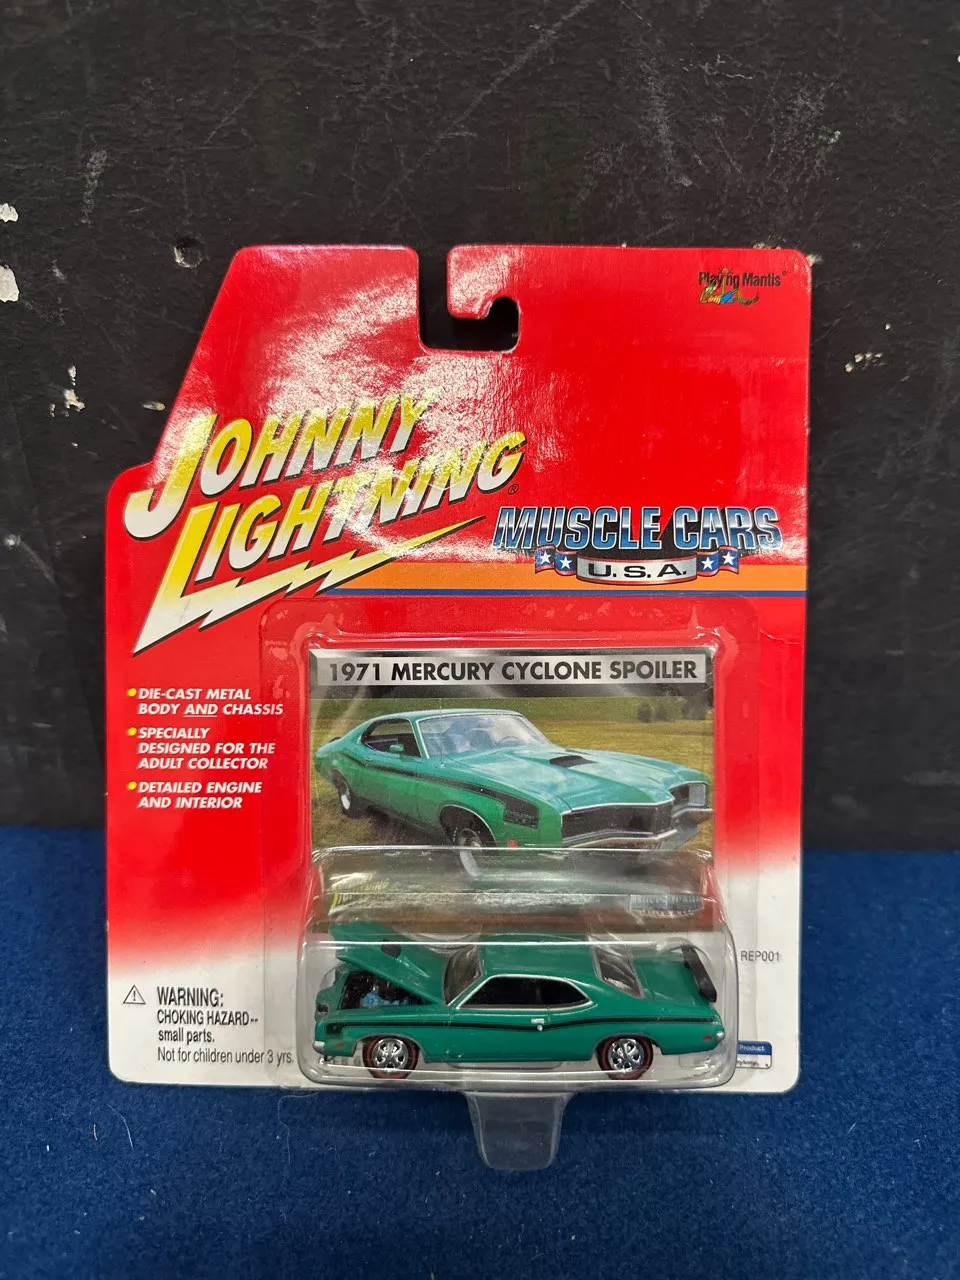 Playing Mantis®
JOHNNY
LIGHTNING®
MUSCLE CARS
U.S.A.
1971 MERCURY CYCLONE SPOILER
DIE-CAST METAL
BODY AND CHASSIS
SPECIALLY
DESIGNED FOR THE
ADULT COLLECTOR
DETAILED ENGINE
AND INTERIOR
REP001
WARNING:
CHOKING HAZARD--
small parts.
Not for children under 3 yrs.
Product